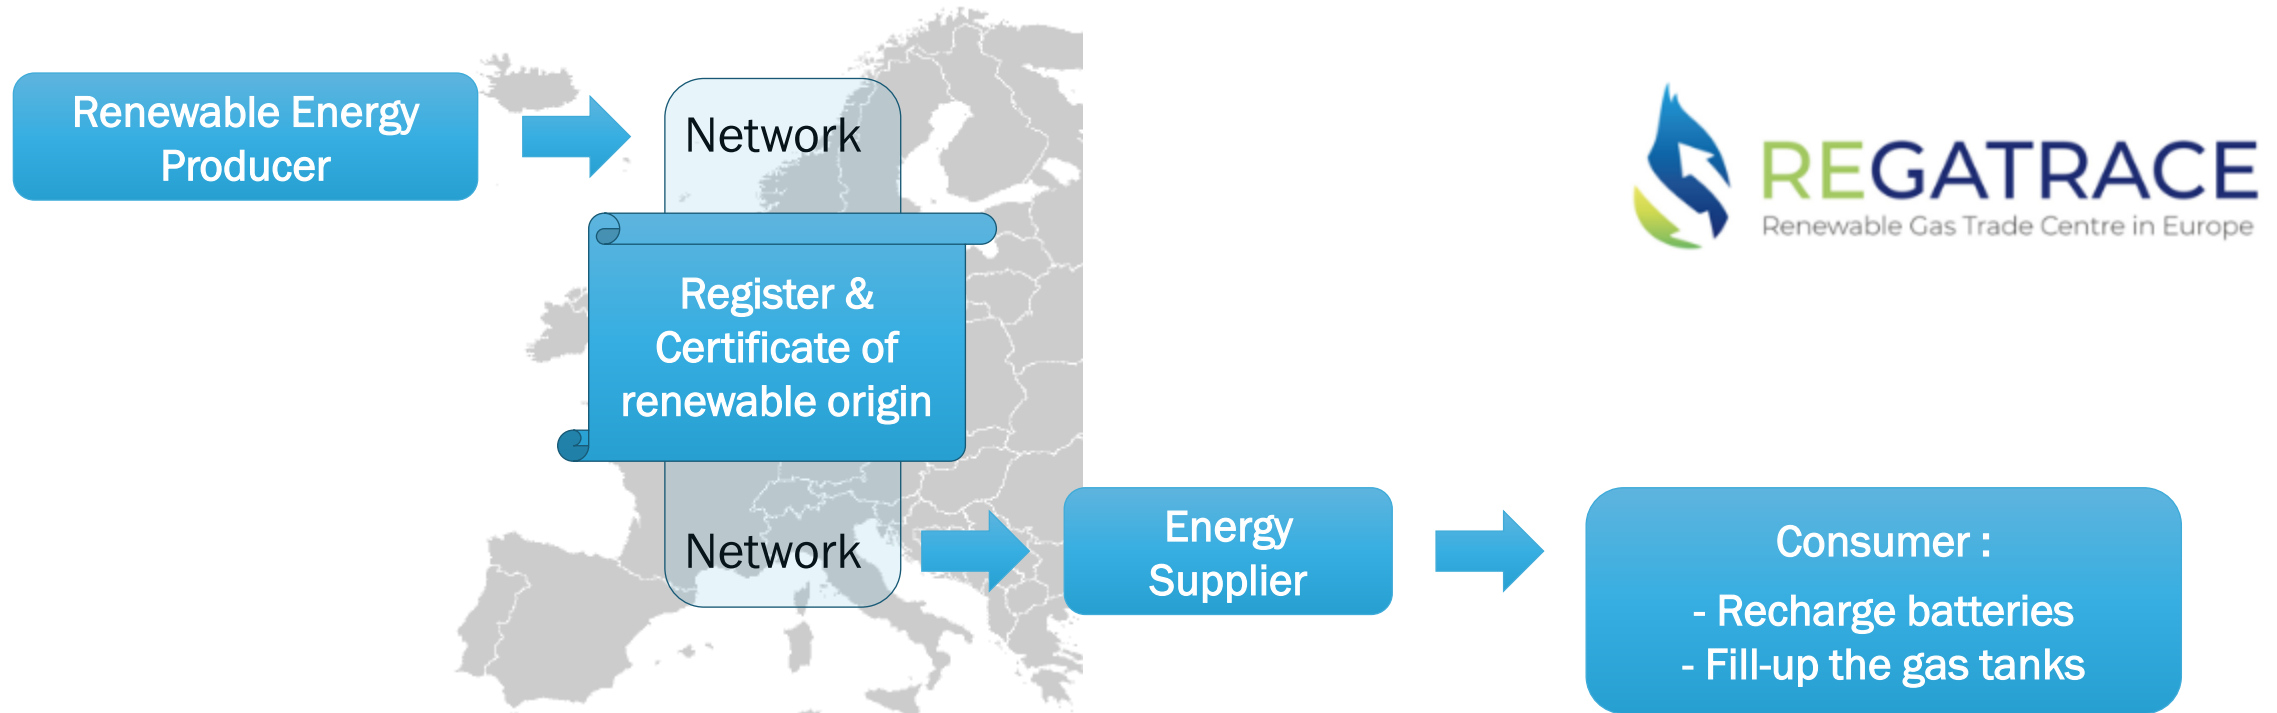 Renewable Energy
Producer
Network
REGATRACE
Renewable Gas Trade Centre in Europe
Register &
Certificate of
renewable origin
Network
Energy
Supplier
Consumer :
- Recharge batteries
- Fill-up the gas tanks